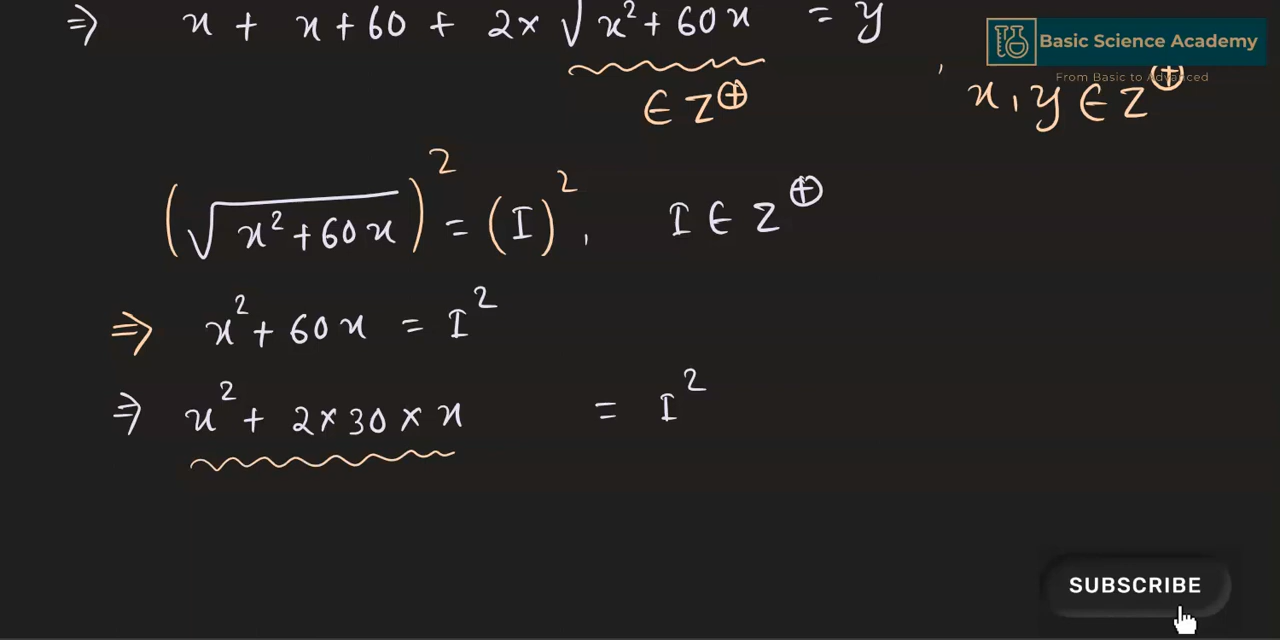 ⇒ x + x + 60 + 2 × √(x² + 60x) = y
Basic Science Academy
From Basic to Advanced
∈ Z⊕
, x, y ∈ Z⊕
(√(x² + 60x))² = (I)², I ∈ Z⊕
⇒ x² + 60x = I²
⇒ x² + 2 × 30 × x = I²
SUBSCRIBE